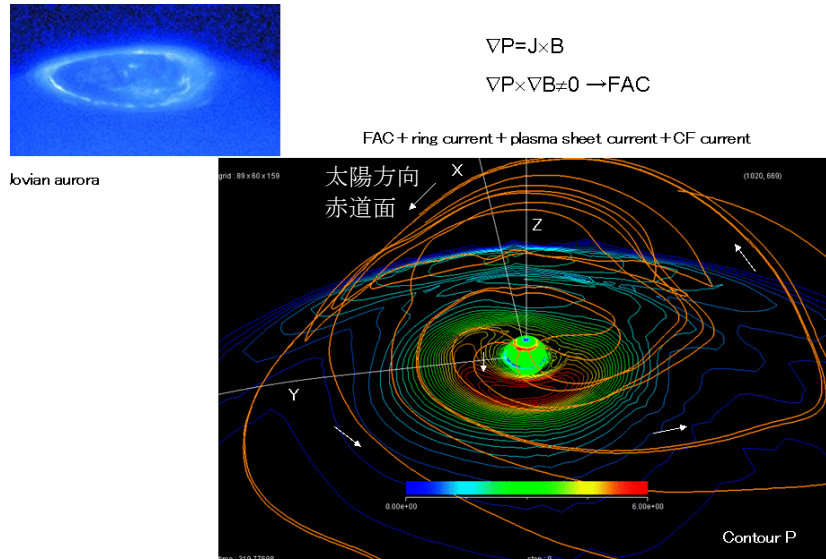 ∇P=J×B
∇P×∇B≠0 →FAC
FAC + ring current + plasma sheet current + CF current
Jovian aurora
grid : 89 x 60 x 159
太陽方向
赤道面
X
(1020, 669)
Z
Y
0.00e+00
6.00e+00
Contour P